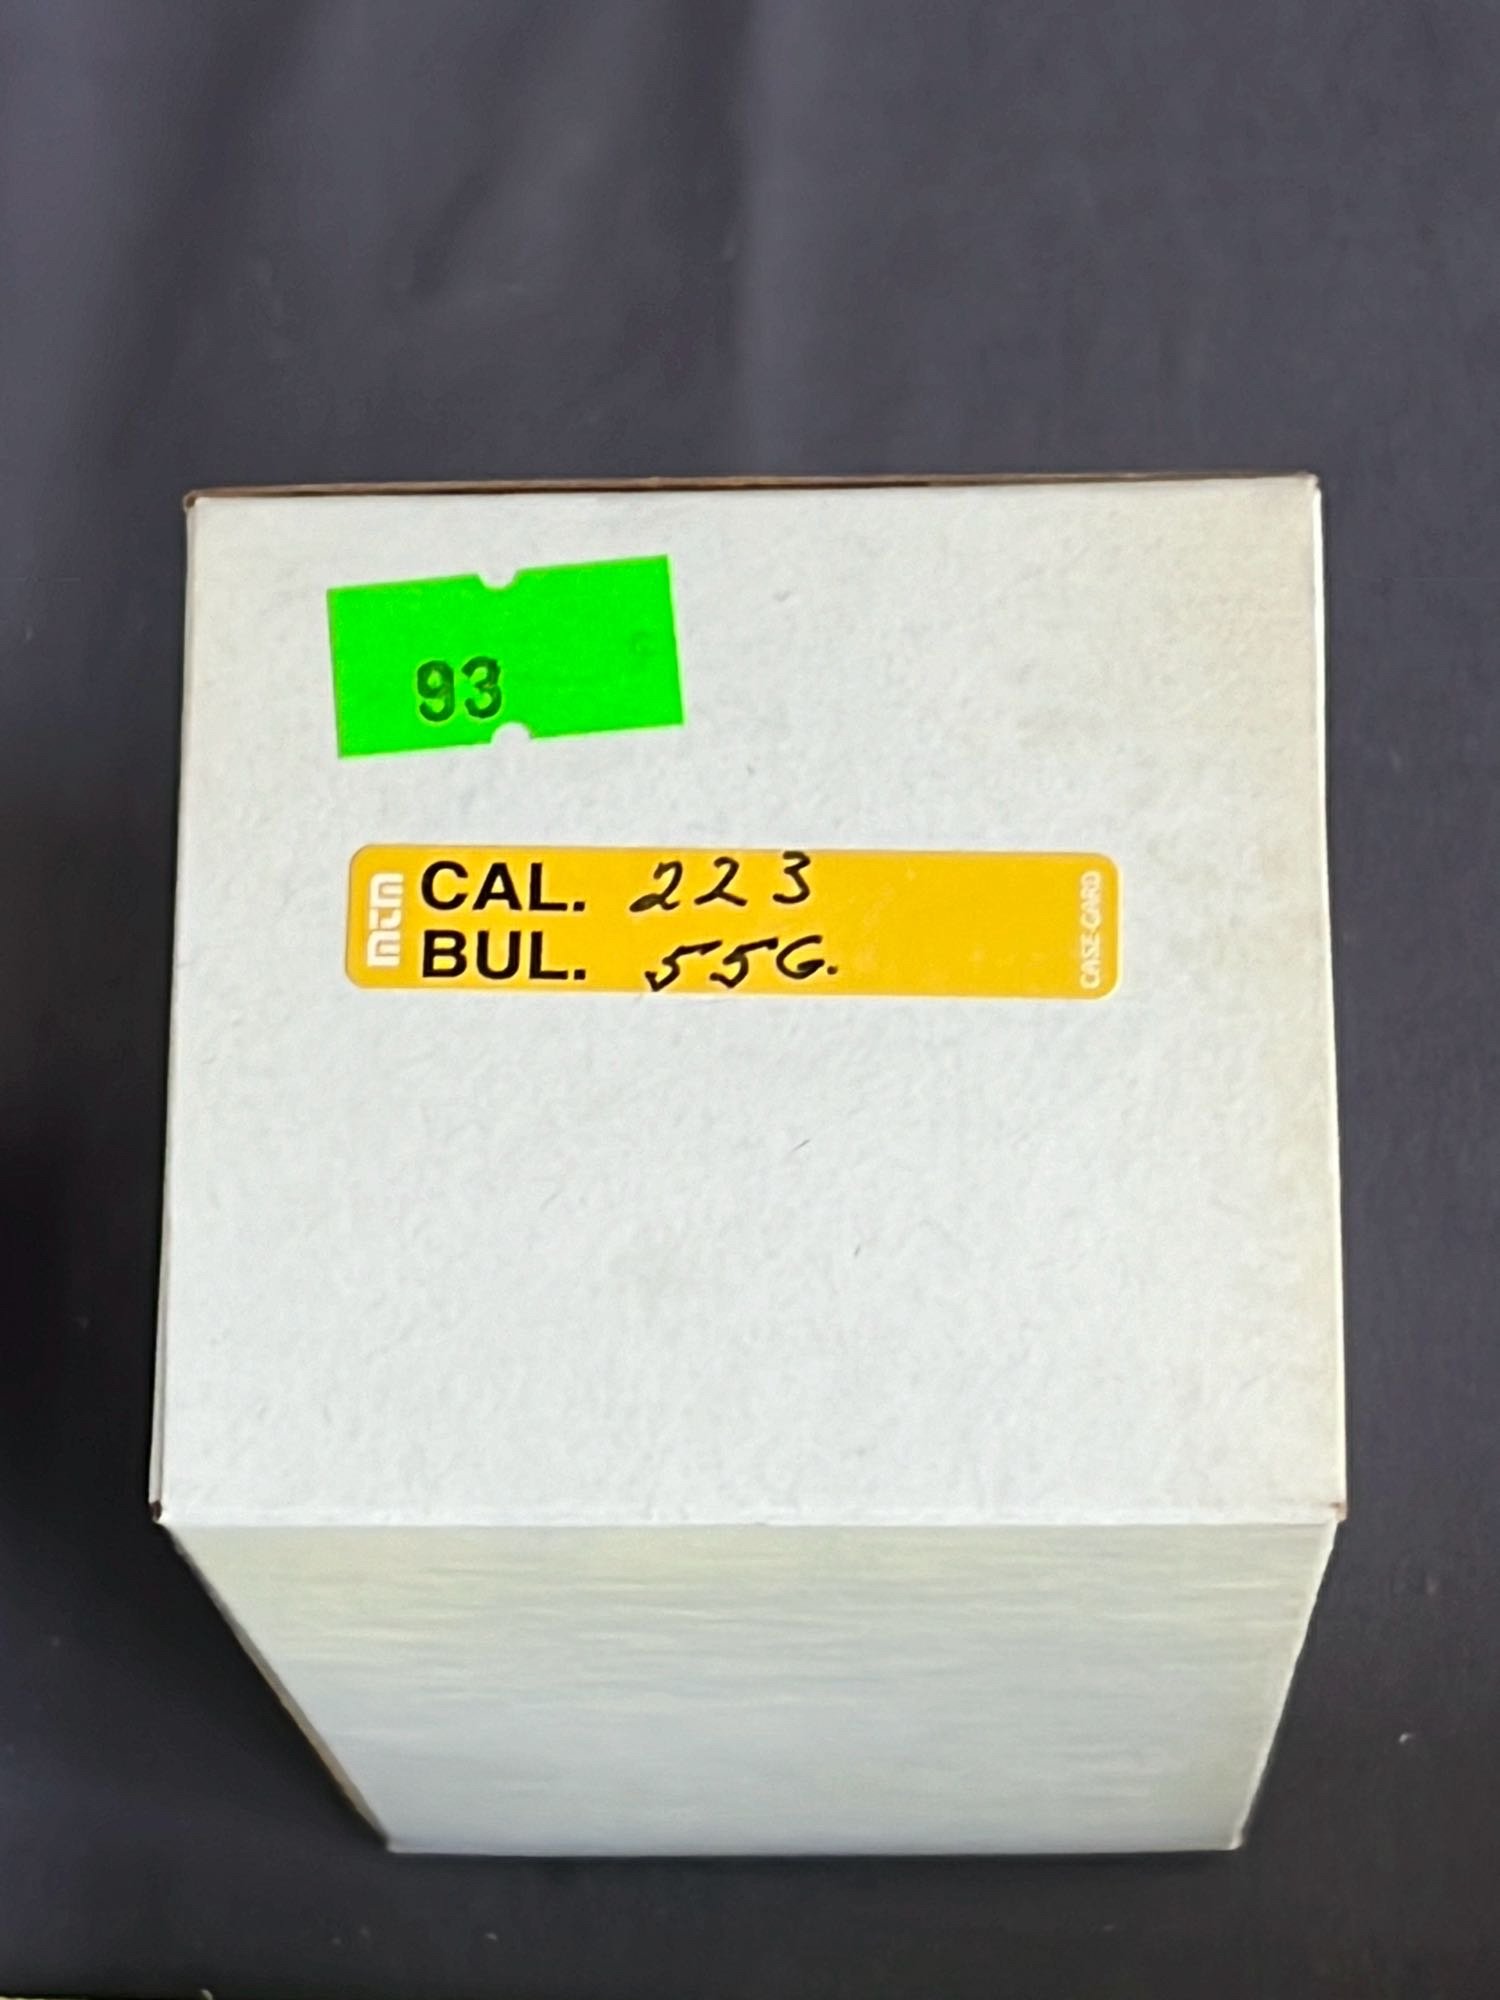 93
mtm CAL. 223
BUL. 55G.
CASE-GARD